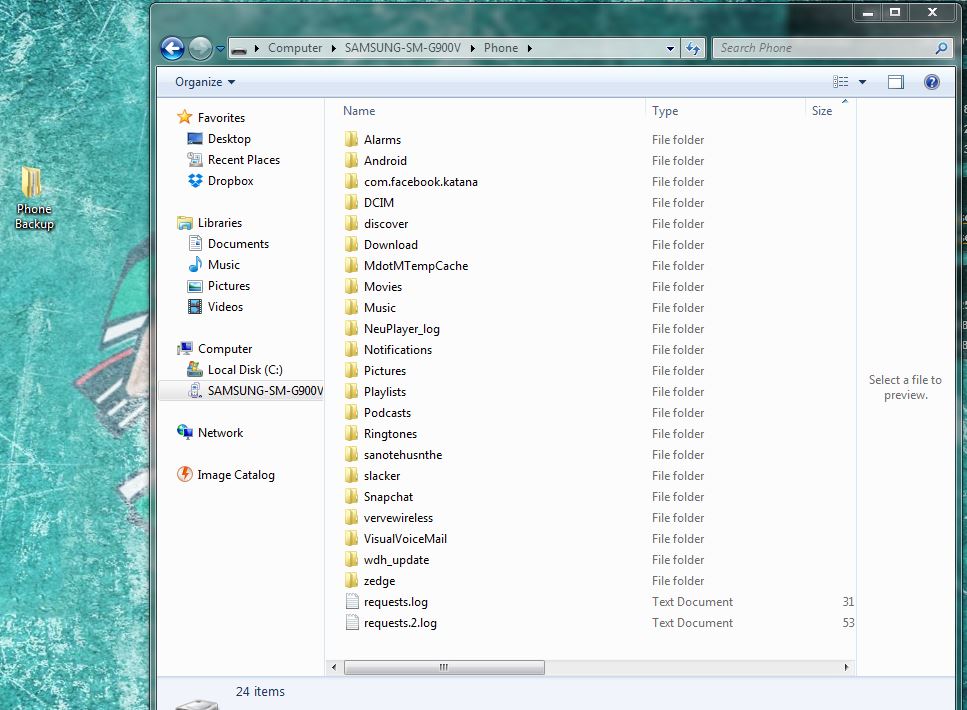 Computer ▸ SAMSUNG-SM-G900V ▸ Phone ▸
Search Phone
Organize
Name Type Size
Favorites
Desktop
Recent Places
Dropbox
Libraries
Documents
Music
Pictures
Videos
Computer
Local Disk (C:)
SAMSUNG-SM-G900V
Network
Image Catalog
Alarms File folder
Android File folder
com.facebook.katana File folder
DCIM File folder
discover File folder
Download File folder
MdotMTempCache File folder
Movies File folder
Music File folder
NeuPlayer_log File folder
Notifications File folder
Pictures File folder
Playlists File folder
Podcasts File folder
Ringtones File folder
sanotehusnthe File folder
slacker File folder
Snapchat File folder
vervewireless File folder
VisualVoiceMail File folder
wdh_update File folder
zedge File folder
requests.log Text Document 31
requests.2.log Text Document 53
Select a file to
preview.
24 items
Phone
Backup